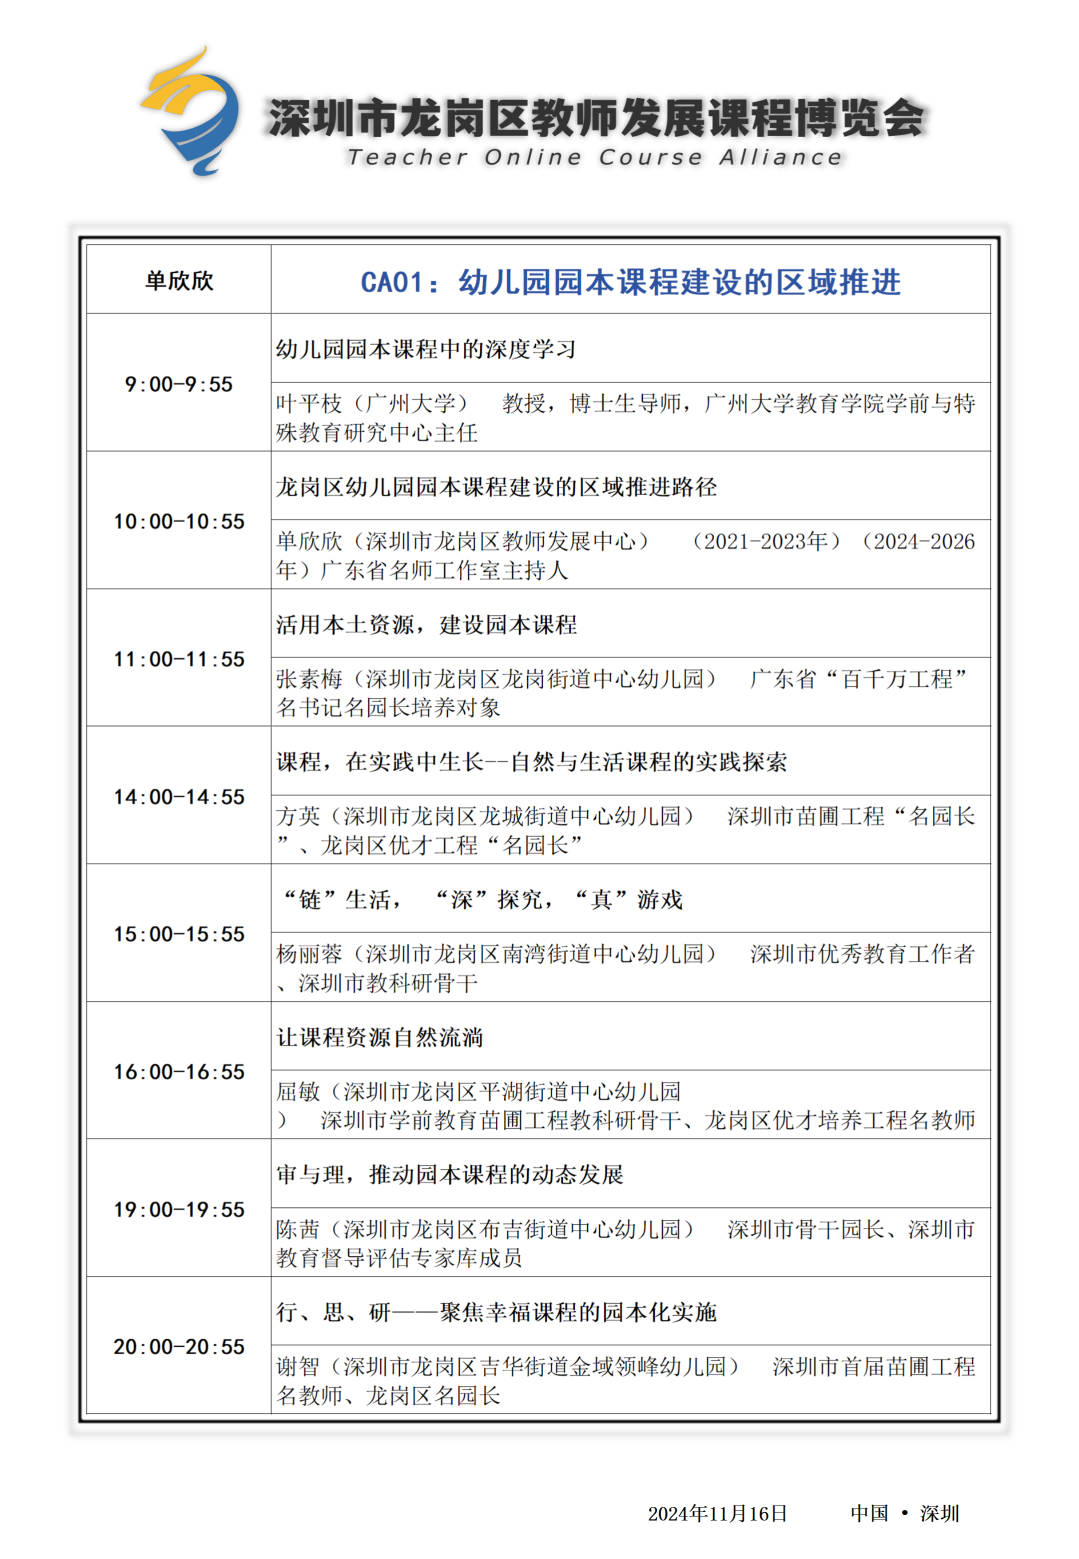 深圳市龙岗区教师发展课程博览会
Teacher Online Course Alliance
单欣欣
CA01：幼儿园园本课程建设的区域推进
9:00-9:55
幼儿园园本课程中的深度学习
叶平枝（广州大学） 教授，博士生导师，广州大学教育学院学前与特
殊教育研究中心主任
10:00-10:55
龙岗区幼儿园园本课程建设的区域推进路径
单欣欣（深圳市龙岗区教师发展中心） （2021-2023年）（2024-2026
年）广东省名师工作室主持人
11:00-11:55
活用本土资源，建设园本课程
张素梅（深圳市龙岗区龙岗街道中心幼儿园） 广东省“百千万工程”
名书记名园长培养对象
14:00-14:55
课程，在实践中生长--自然与生活课程的实践探索
方英（深圳市龙岗区龙城街道中心幼儿园） 深圳市苗圃工程“名园长
”、龙岗区优才工程“名园长”
15:00-15:55
“链”生活， “深”探究，“真”游戏
杨丽蓉（深圳市龙岗区南湾街道中心幼儿园） 深圳市优秀教育工作者
、深圳市教科研骨干
16:00-16:55
让课程资源自然流淌
屈敏（深圳市龙岗区平湖街道中心幼儿园
） 深圳市学前教育苗圃工程教科研骨干、龙岗区优才培养工程名教师
19:00-19:55
审与理，推动园本课程的动态发展
陈茜（深圳市龙岗区布吉街道中心幼儿园） 深圳市骨干园长、深圳市
教育督导评估专家库成员
20:00-20:55
行、思、研——聚焦幸福课程的园本化实施
谢智（深圳市龙岗区吉华街道金域领峰幼儿园） 深圳市首届苗圃工程
名教师、龙岗区名园长
2024年11月16日 中国 • 深圳